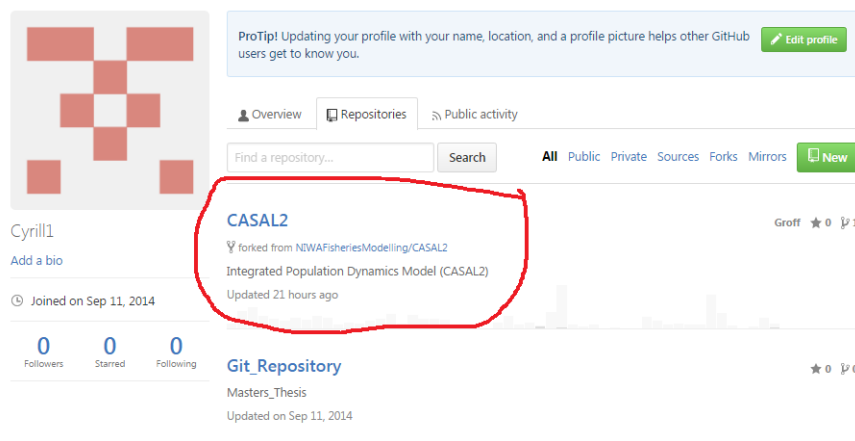 ProTip! Updating your profile with your name, location, and a profile picture helps other GitHub
users get to know you.
Edit profile
Overview
Repositories
Public activity
Find a repository...
Search
All Public Private Sources Forks Mirrors
New
CASAL2
Groff 0
forked from NIWAFisheriesModelling/CASAL2
Integrated Population Dynamics Model (CASAL2)
Updated 21 hours ago
Cyrill1
Add a bio
Joined on Sep 11, 2014
0 0 0
Followers Starred Following
Git_Repository
0
Masters_Thesis
Updated on Sep 11, 2014